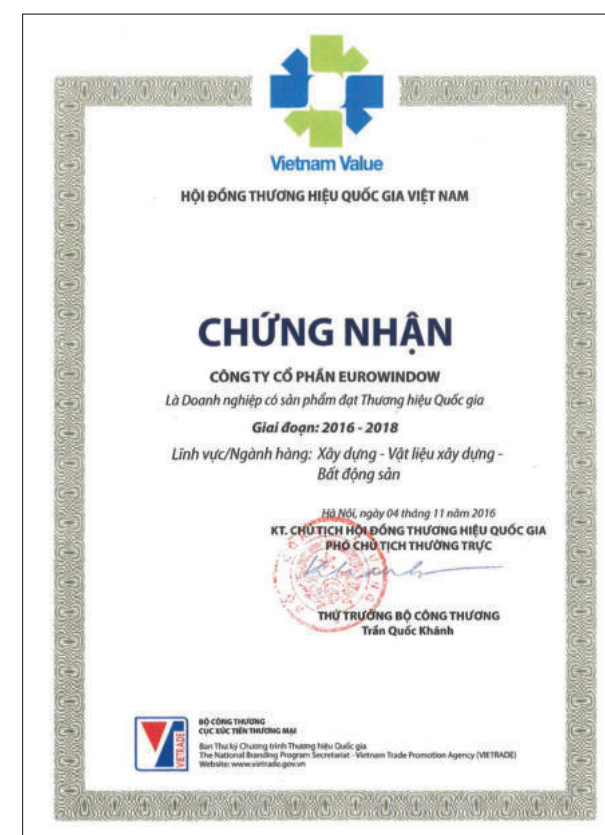 Vietnam Value
HỘI ĐỒNG THƯƠNG HIỆU QUỐC GIA VIỆT NAM
CHỨNG NHẬN
CÔNG TY CỔ PHẦN EUROWINDOW
Là Doanh nghiệp có sản phẩm đạt Thương hiệu Quốc gia
Giai đoạn: 2016 - 2018
Lĩnh vực/Ngành hàng: Xây dựng - Vật liệu xây dựng -
Bất động sản
Hà Nội, ngày 04 tháng 11 năm 2016
KT. CHỦ TỊCH HỘI ĐỒNG THƯƠNG HIỆU QUỐC GIA
PHÓ CHỦ TỊCH THƯỜNG TRỰC
Khanh
THỨ TRƯỞNG BỘ CÔNG THƯƠNG
Trần Quốc Khánh
VIETRADE
BỘ CÔNG THƯƠNG
CỤC XÚC TIẾN THƯƠNG MẠI
Ban Thư ký Chương trình Thương hiệu Quốc gia
The National Branding Program Secretariat - Vietnam Trade Promotion Agency (VIETRADE)
Website: www.vietrade.gov.vn